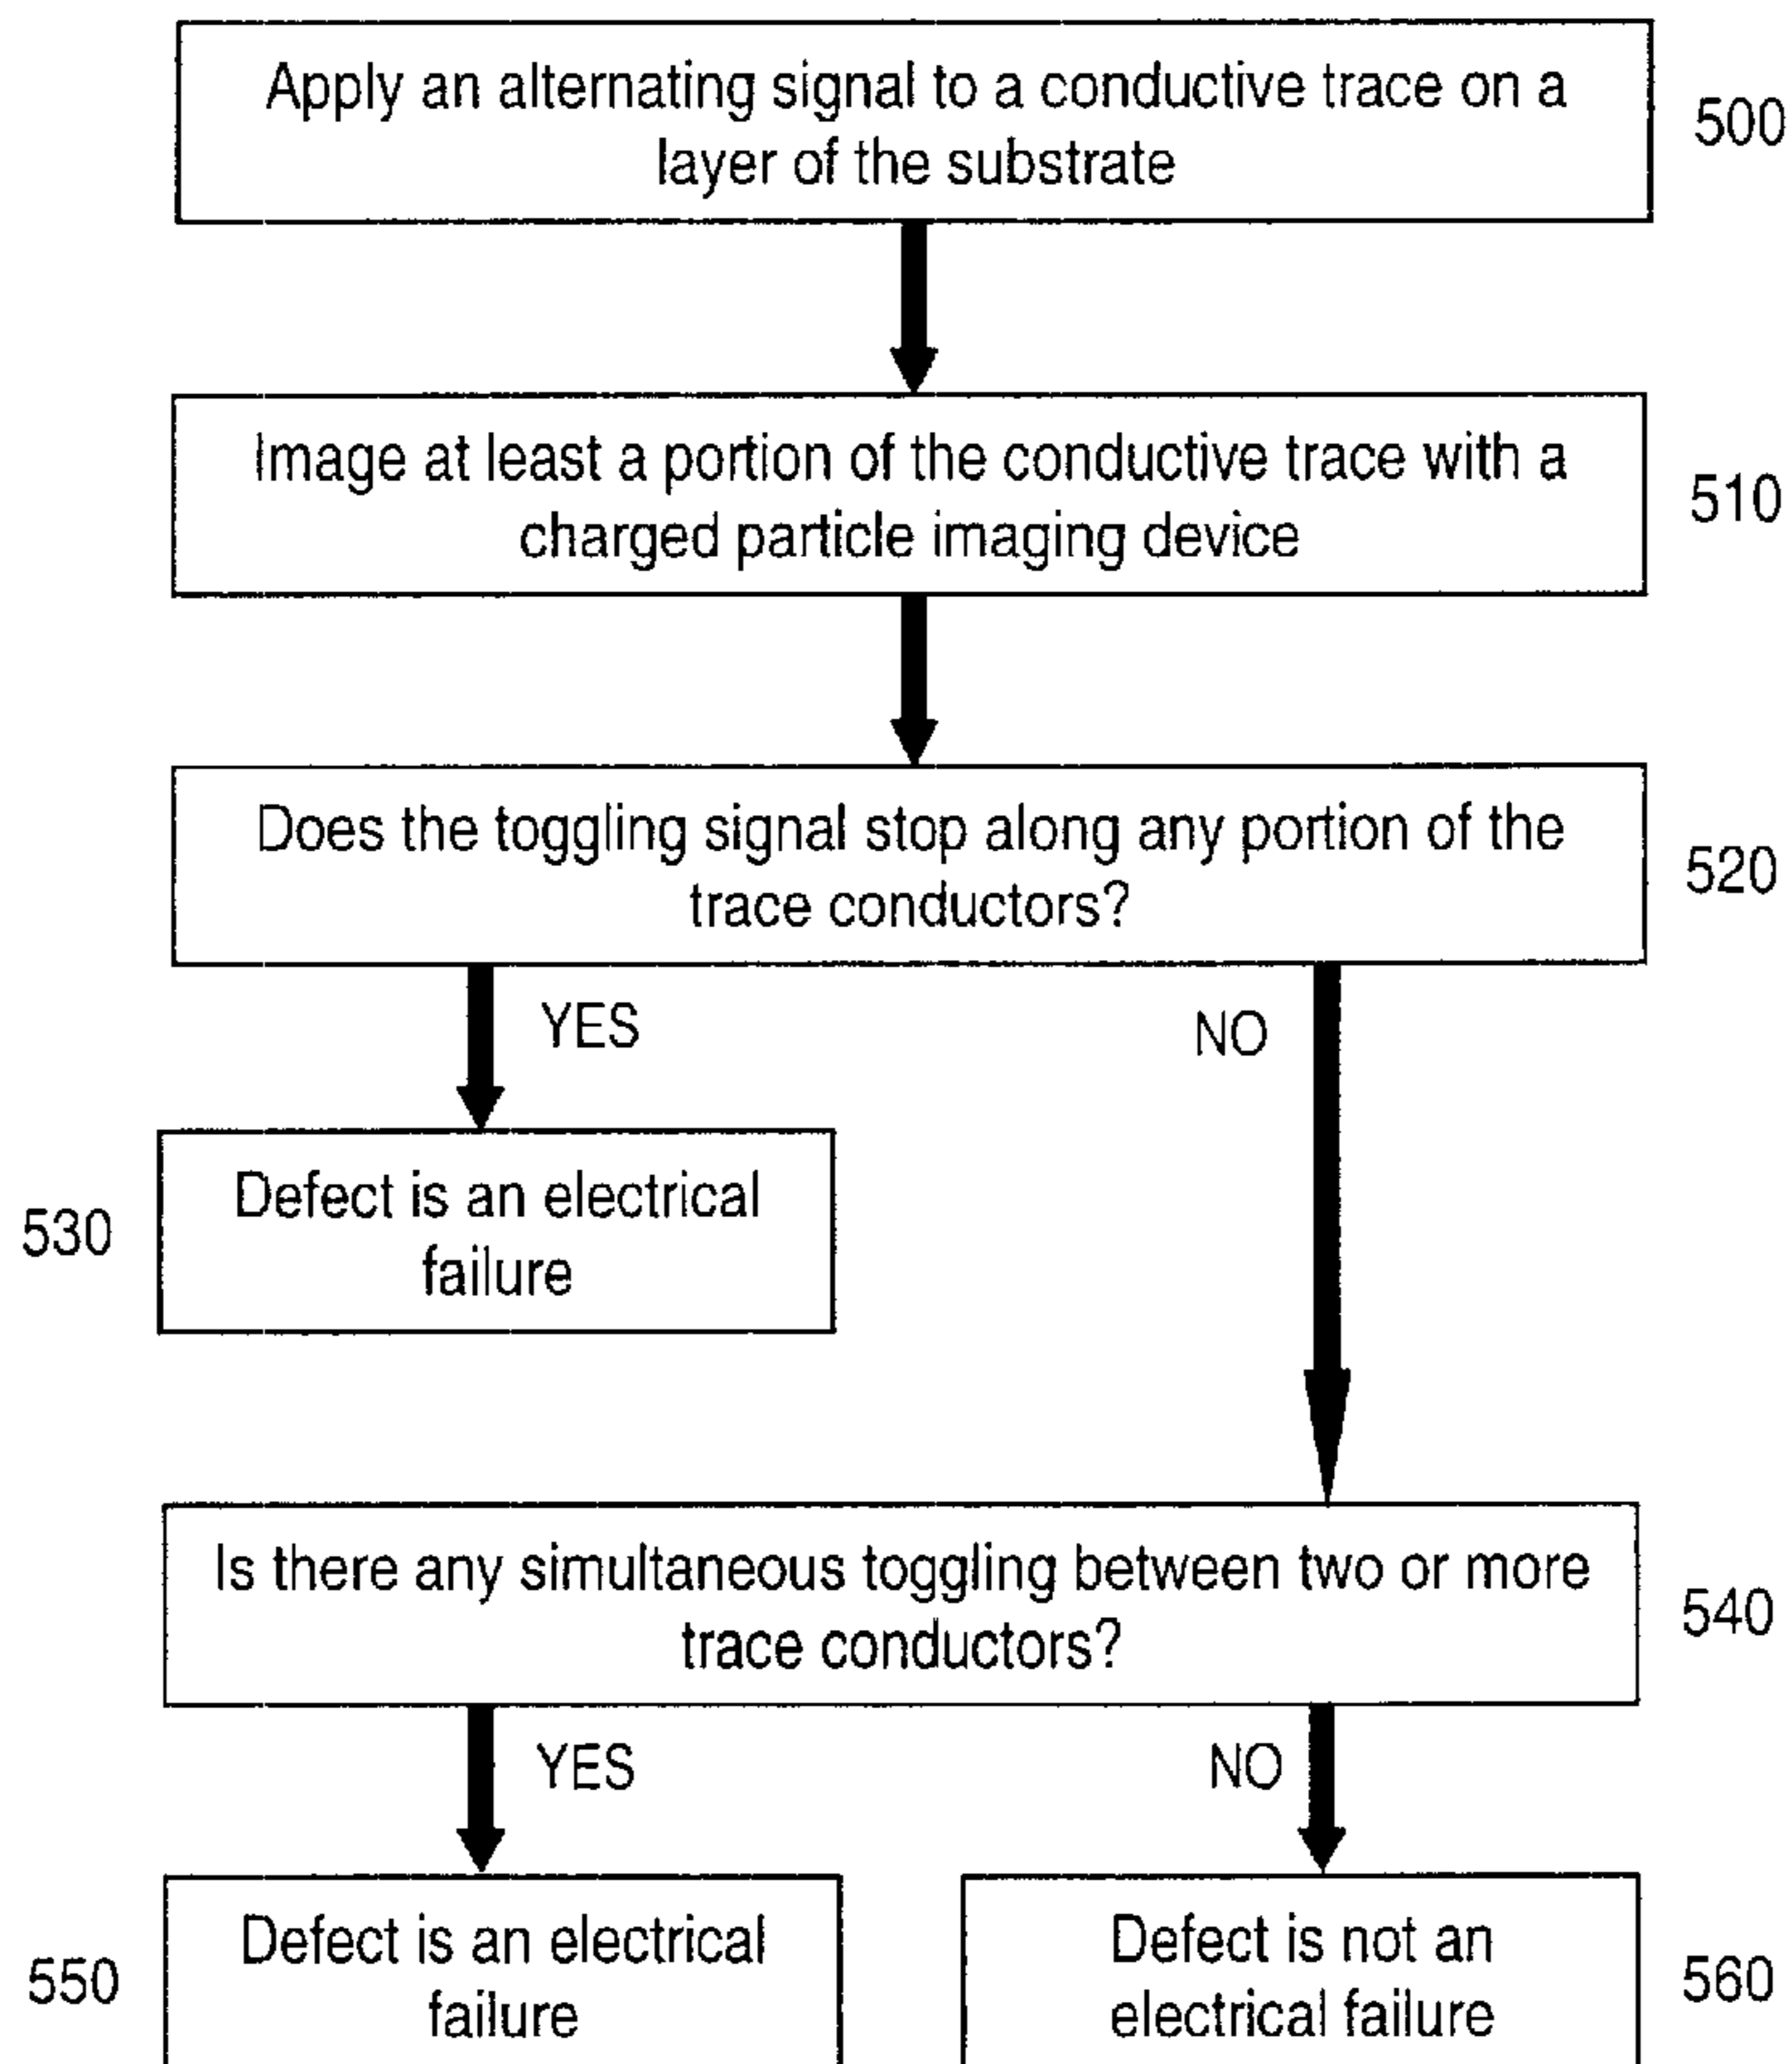 Apply an alternating signal to a conductive trace on a
layer of the substrate
500
Image at least a portion of the conductive trace with a
charged particle imaging device
510
Does the toggling signal stop along any portion of the
trace conductors?
520
YES
NO
Defect is an electrical
failure
530
Is there any simultaneous toggling between two or more
trace conductors?
540
YES
NO
550
Defect is an electrical
failure
Defect is not an
electrical failure
560